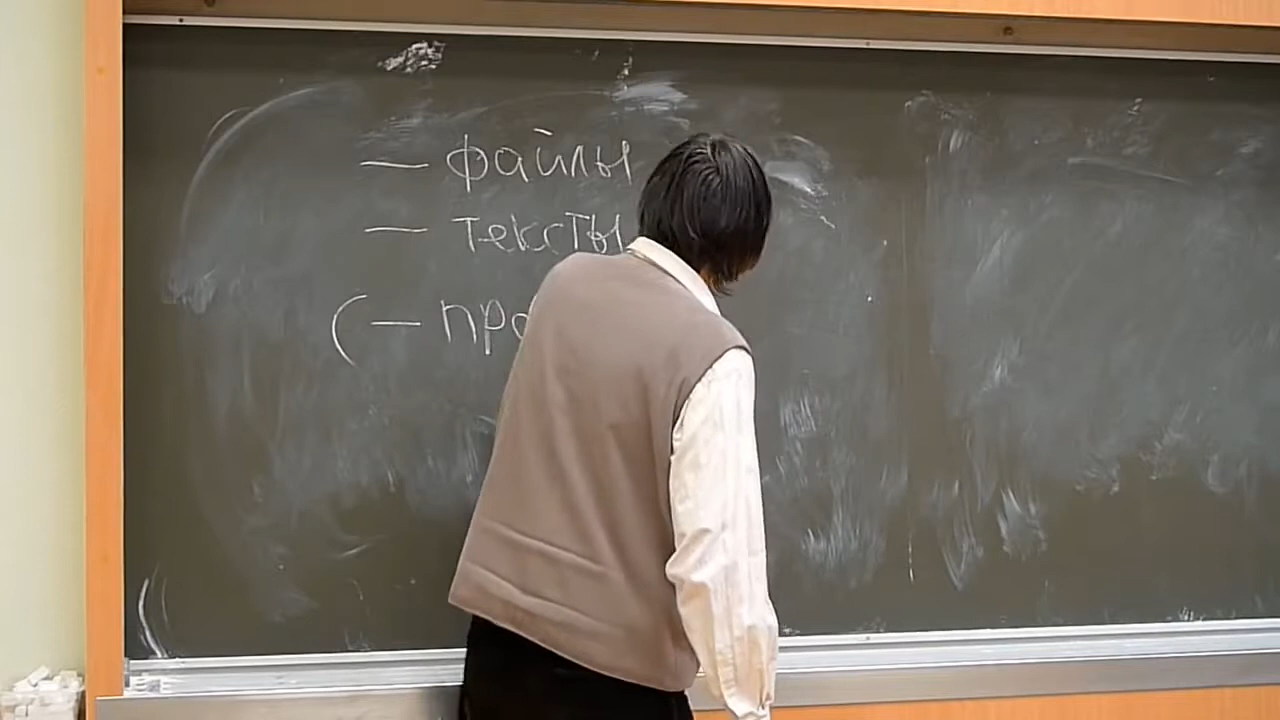 — файлы
— тексты
( — про